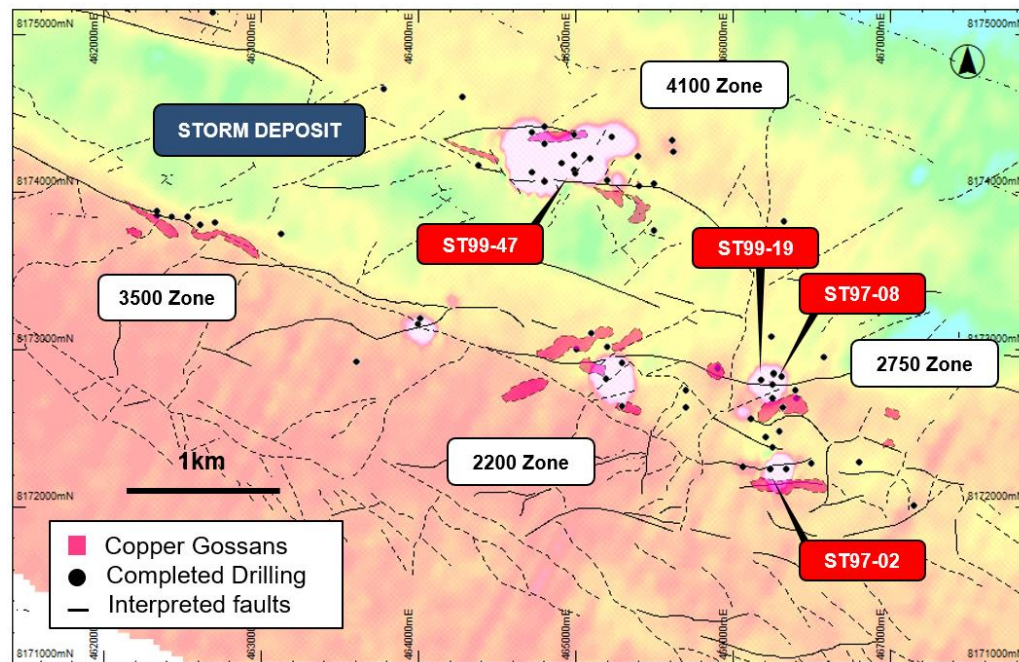 8175000mN
462000mE
463000mE
464000mE
465000mE
466000mE
467000mE
8175000mN
4100 Zone
STORM DEPOSIT
8174000mN
8174000mN
ST99-47
ST99-19
3500 Zone
ST97-08
8173000mN
8173000mN
2750 Zone
1km
2200 Zone
8172000mN
8172000mN
Copper Gossans
Completed Drilling
Interpreted faults
ST97-02
8171000mN
462000mE
463000mE
464000mE
465000mE
466000mE
467000mE
8171000mN